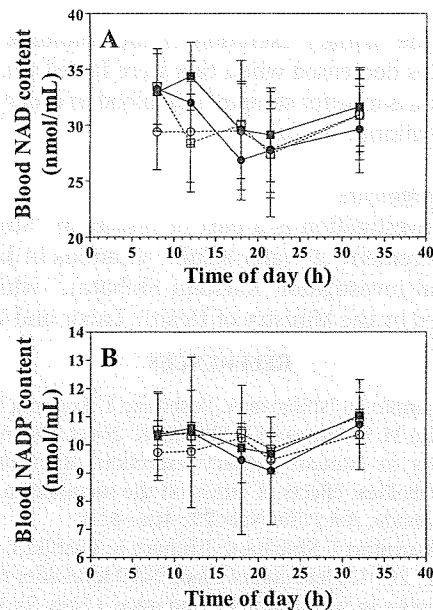 A
Blood NAD content
(nmol/mL)
40
35
30
25
20
0 5 10 15 20 25 30 35 40
Time of day (h)
B
Blood NADP content
(nmol/mL)
14
13
12
11
10
9
8
7
6
0 5 10 15 20 25 30 35 40
Time of day (h)